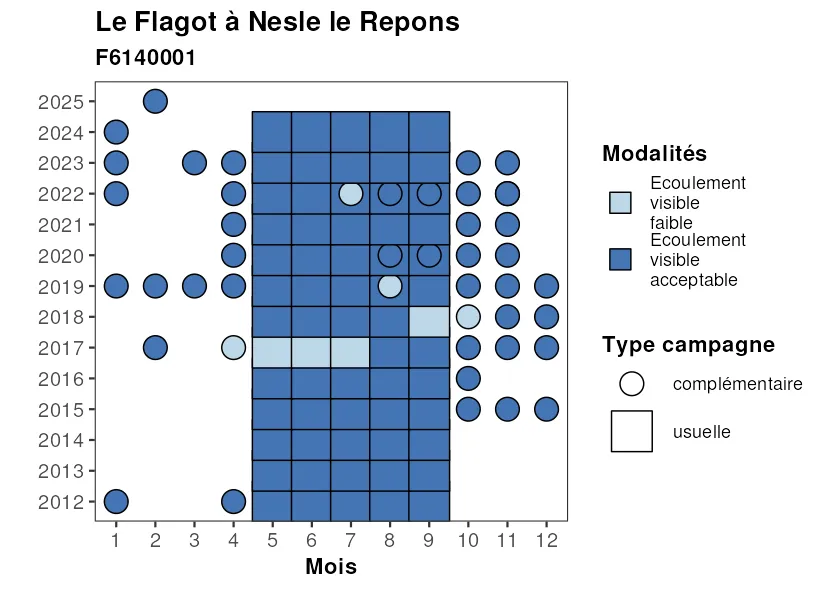 Le Flagot à Nesle le Repons
F6140001
2025
2024
2023
2022
2021
2020
2019
2018
2017
2016
2015
2014
2013
2012
1 2 3 4 5 6 7 8 9 10 11 12
Mois
Modalités
Ecoulement
visible
faible
Ecoulement
visible
acceptable
Type campagne
complémentaire
usuelle